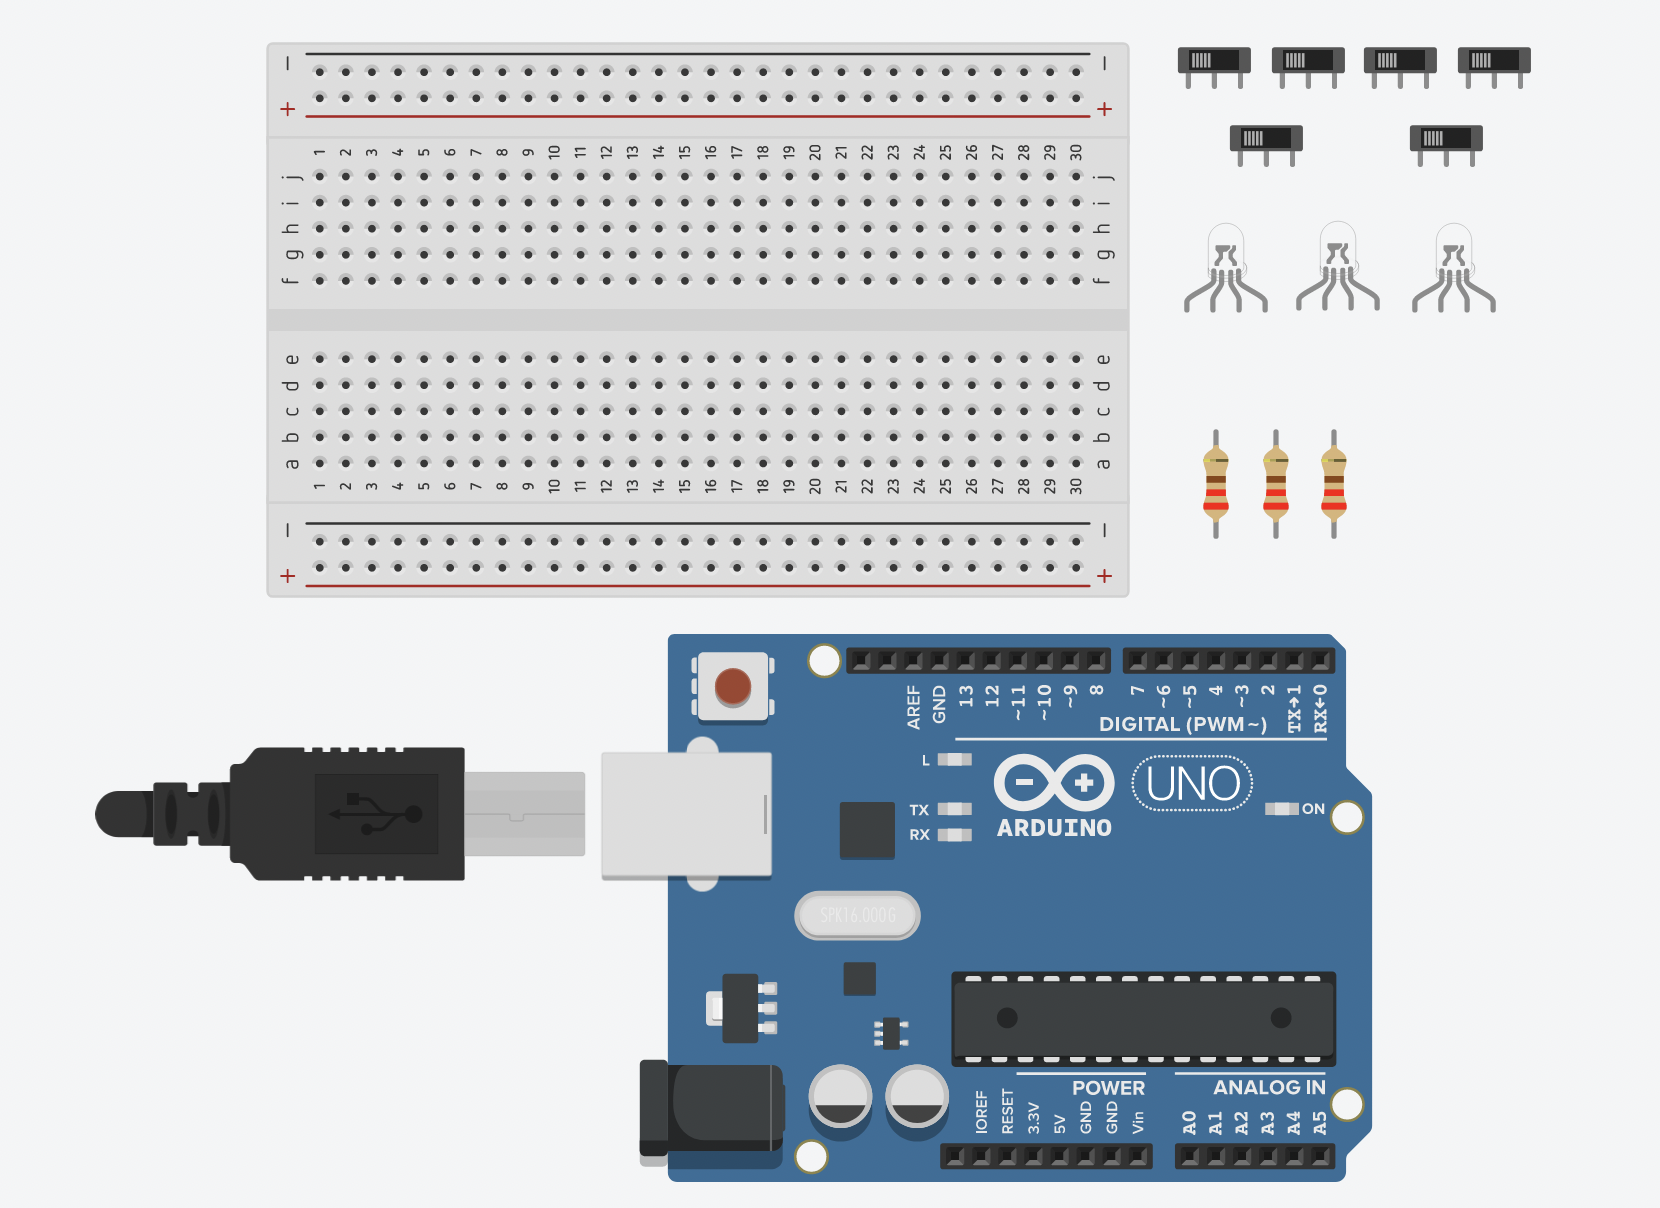 − −
+ +
1 2 3 4 5 6 7 8 9 10 11 12 13 14 15 16 17 18 19 20 21 22 23 24 25 26 27 28 29 30
j j
i i
h h
g g
f f
e e
d d
c c
b b
a a
1 2 3 4 5 6 7 8 9 10 11 12 13 14 15 16 17 18 19 20 21 22 23 24 25 26 27 28 29 30
− −
+ +
AREF GND 13 12 ~11 ~10 ~9 8 7 ~6 ~5 4 ~3 2 TX→1 RX←0
DIGITAL (PWM ~)
L
UNO
TX
ON
RX
ARDUINO
SPK16.000G
POWER
ANALOG IN
IOREF RESET 3.3V 5V GND GND Vin
A0 A1 A2 A3 A4 A5